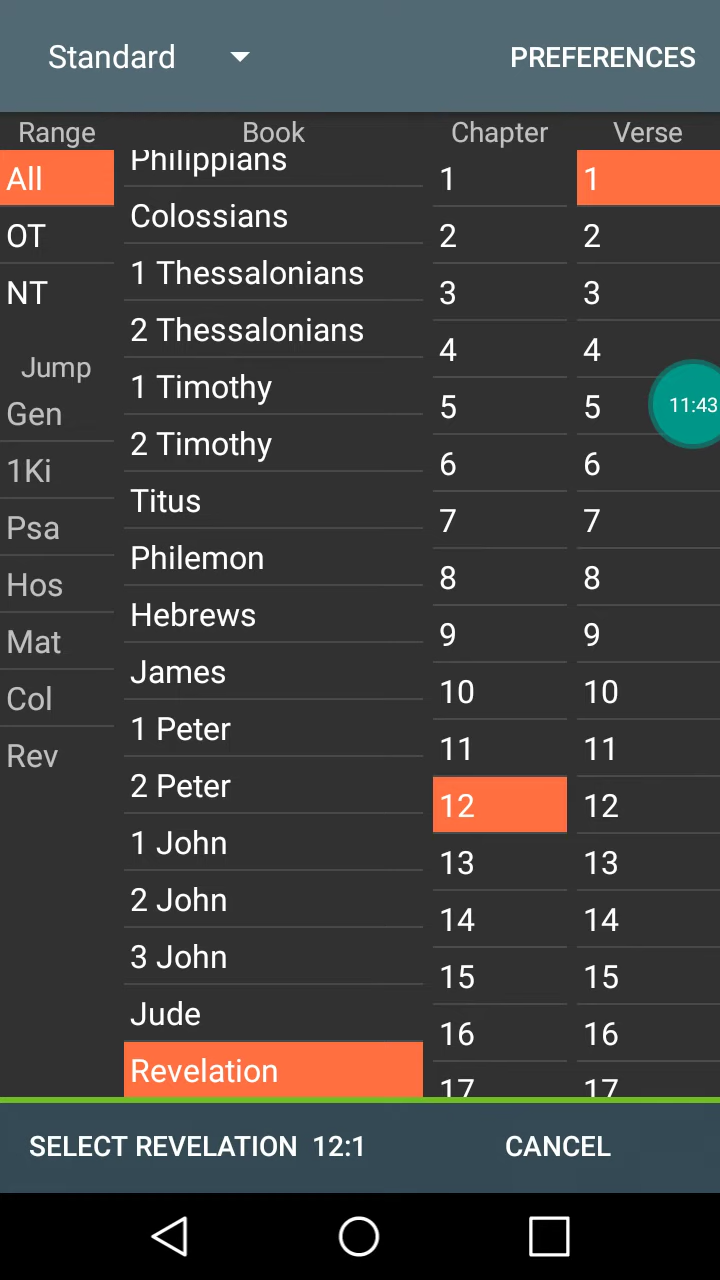 Standard PREFERENCES
Range Book Chapter Verse
All Philippians 1 1
OT Colossians 2 2
NT 1 Thessalonians 3 3
2 Thessalonians 4 4
Jump
Gen 1 Timothy 5 5 11:43
1Ki 2 Timothy 6 6
Psa Titus 7 7
Hos Philemon 8 8
Mat Hebrews 9 9
Col James 10 10
Rev 1 Peter 11 11
2 Peter 12 12
1 John 13 13
2 John 14 14
3 John 15 15
Jude 16 16
Revelation 17 17
SELECT REVELATION 12:1 CANCEL